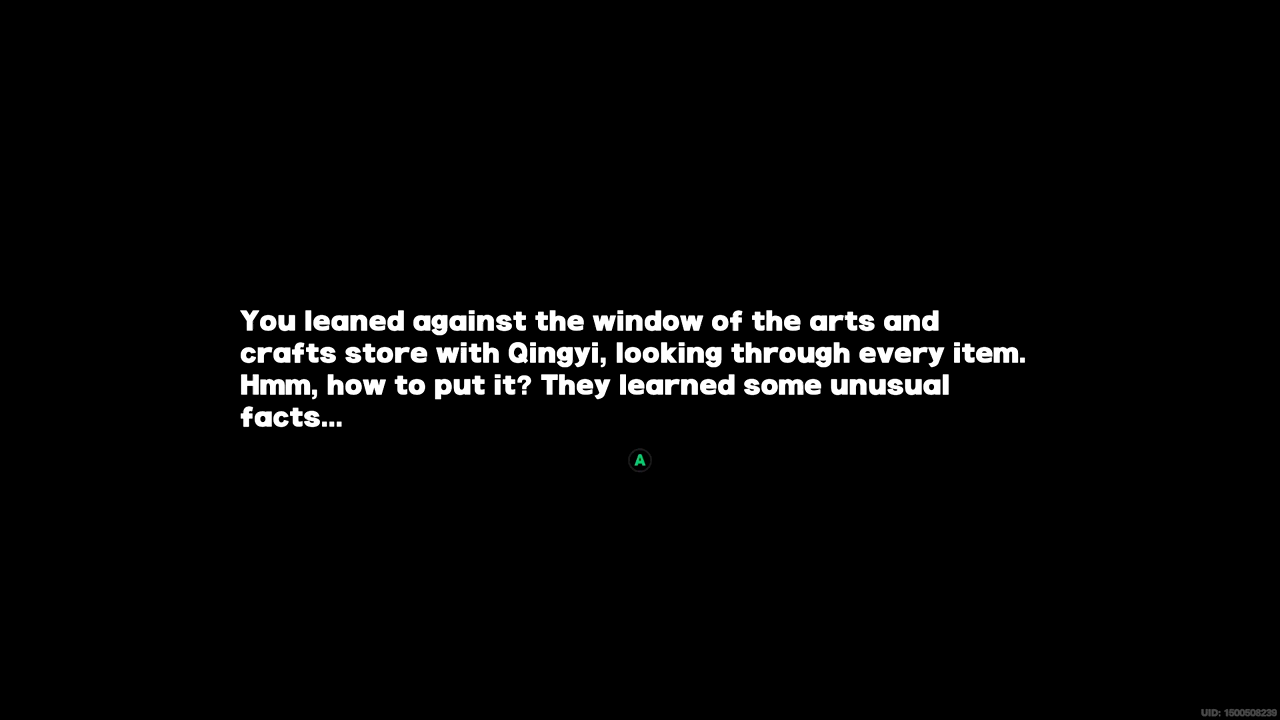 You leaned against the window of the arts and
crafts store with Qingyi, looking through every item.
Hmm, how to put it? They learned some unusual
facts...
A
UID: 1500508239